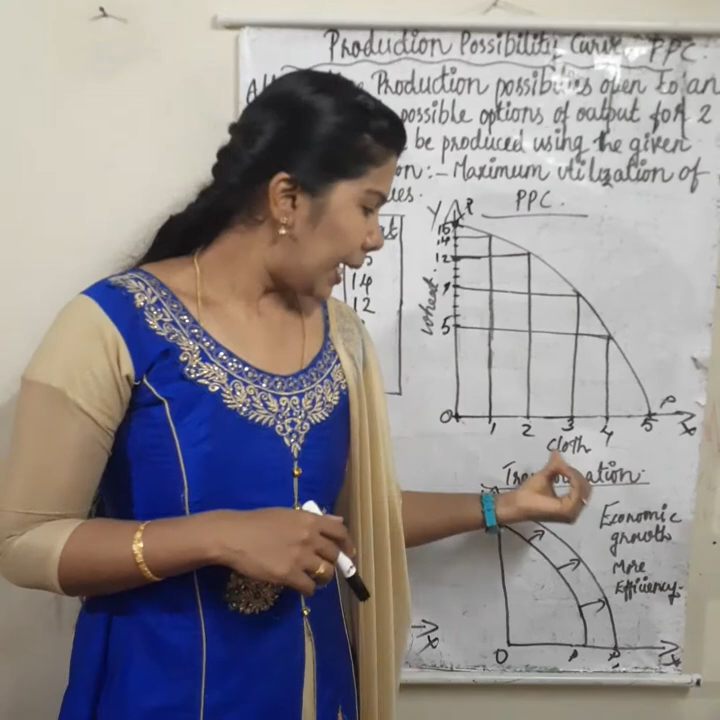 Production Possibility Curve PPC.
Production possibilities open to an
possible options of output for 2
be produced using the given
on:- Maximum utilization of
PPC.
Y P
15
14
12
9
5
0
Wheat
1 2 3 4 5 P X
Cloth
14
12
Economic
growth
More
Efficiency.
0 P P X
X